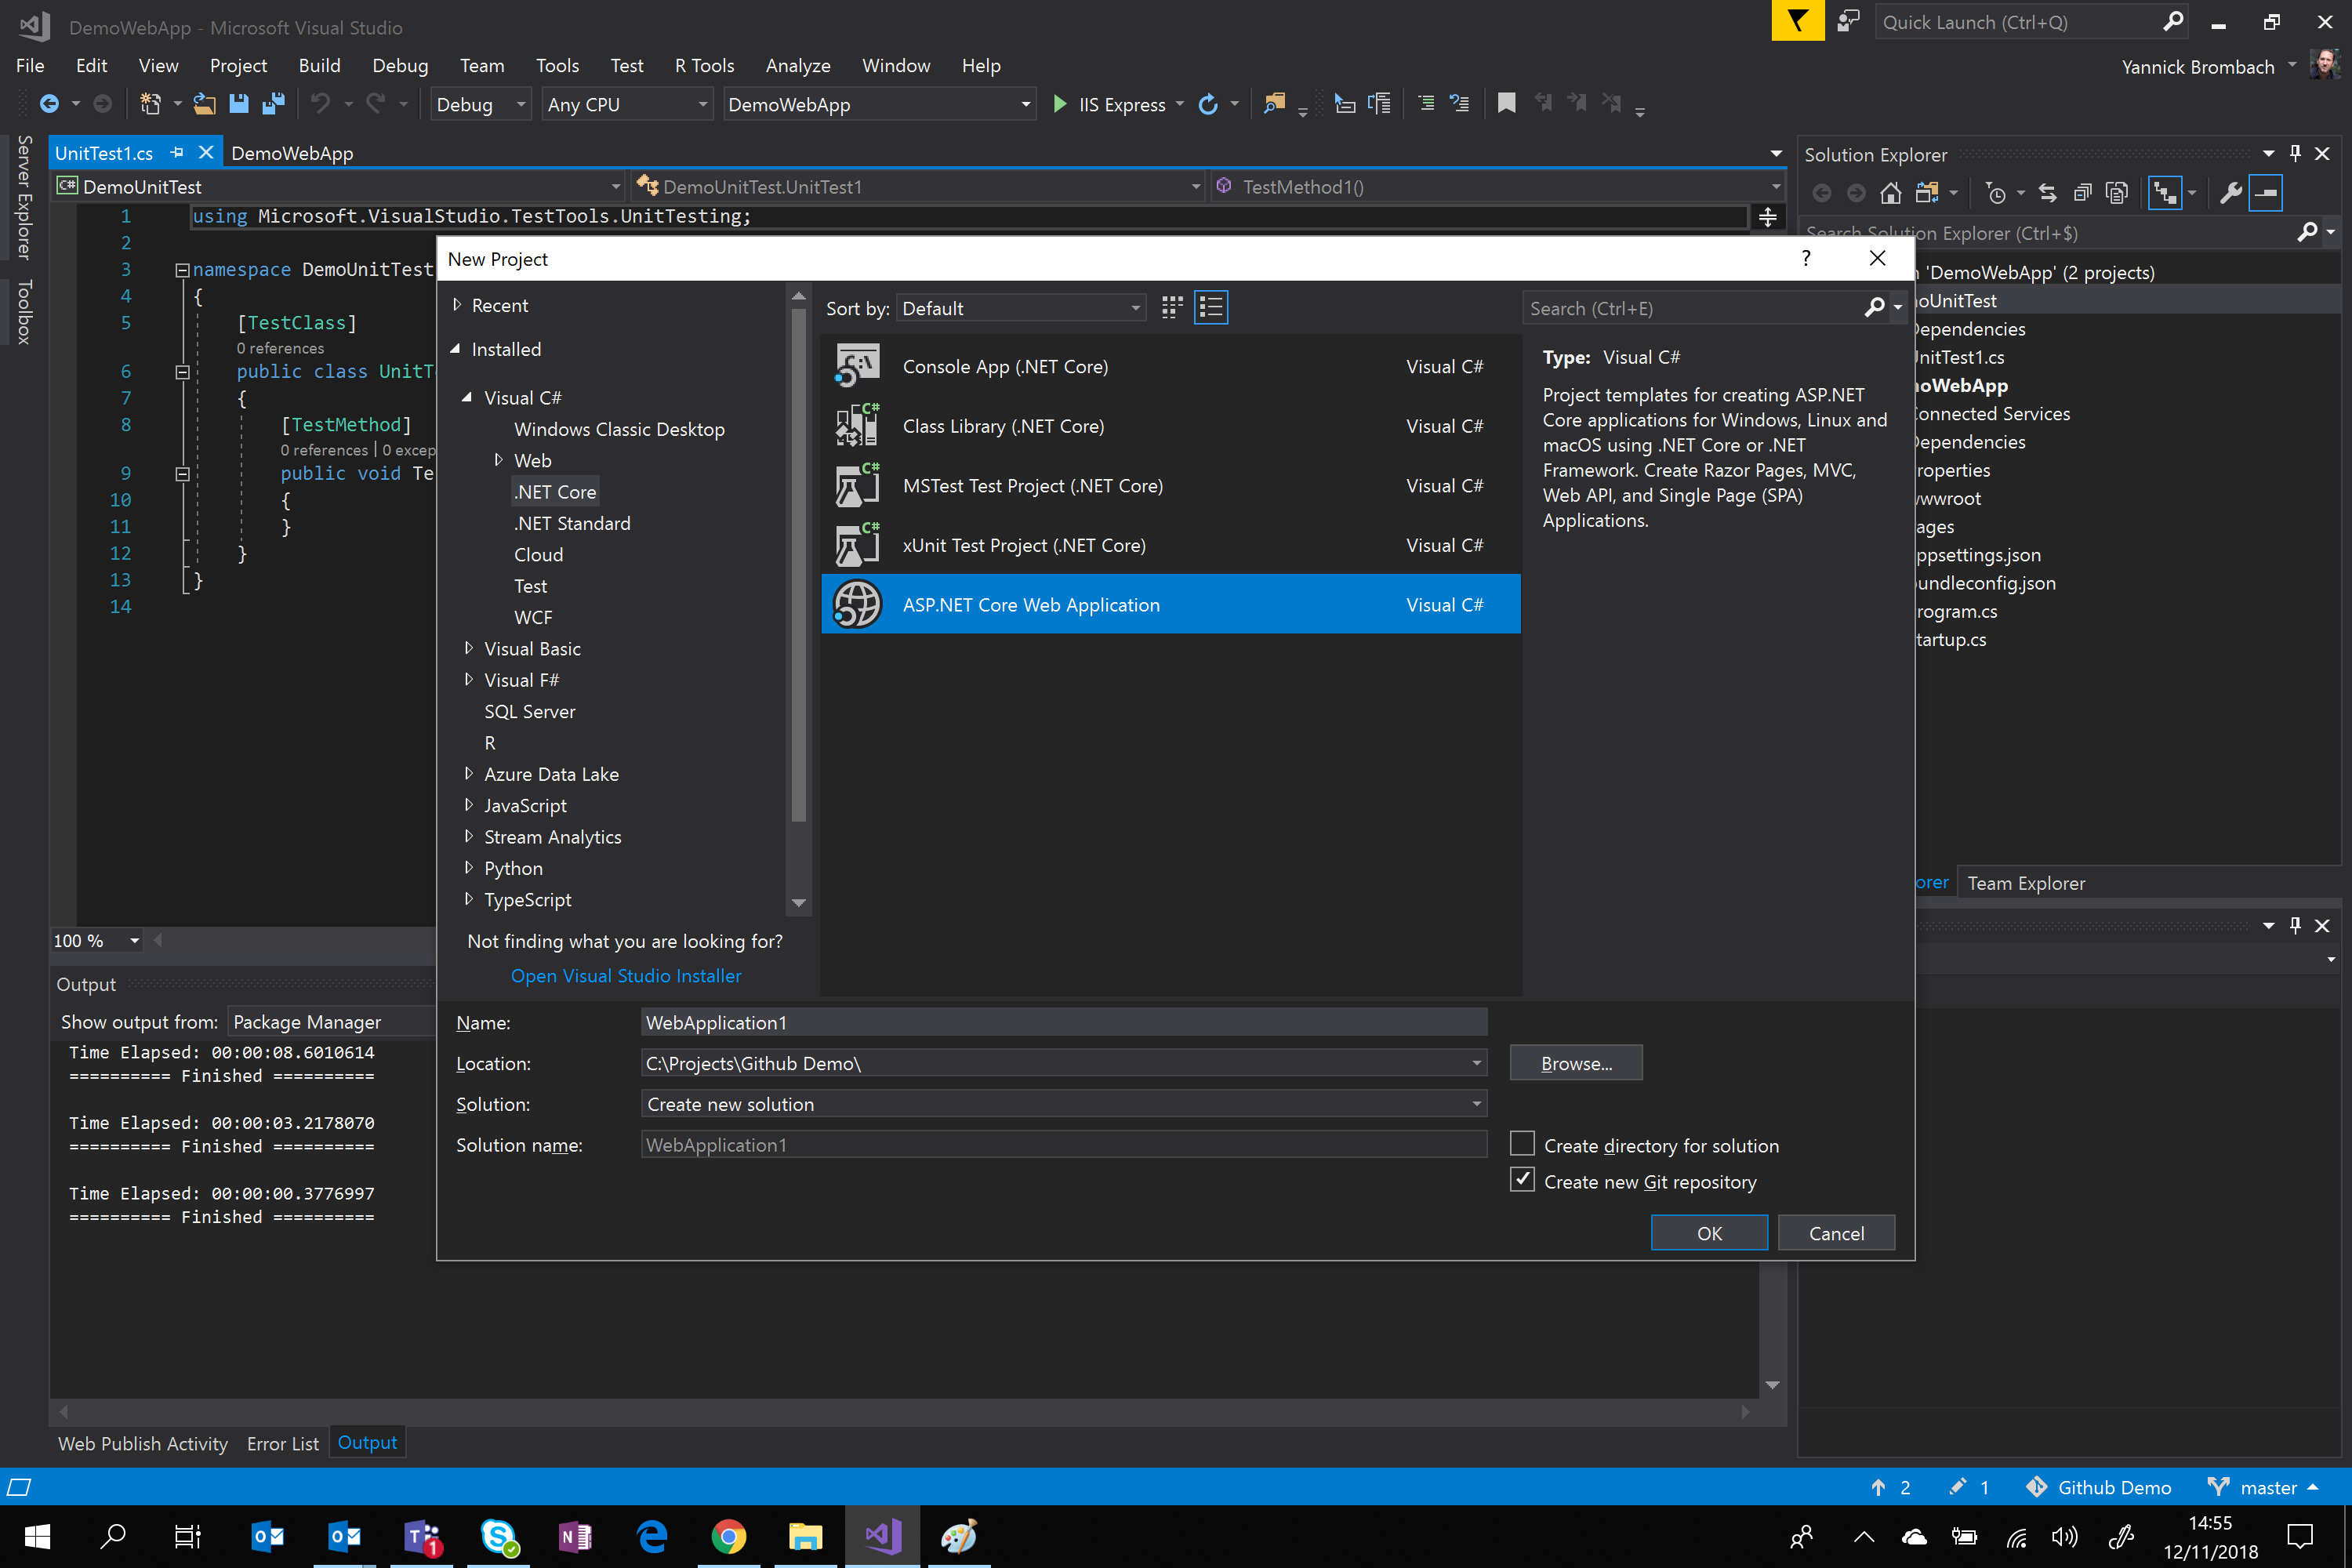 DemoWebApp - Microsoft Visual Studio
Quick Launch (Ctrl+Q)
File Edit View Project Build Debug Team Tools Test R Tools Analyze Window Help
Yannick Brombach
Debug Any CPU DemoWebApp IIS Express
Server Explorer
Toolbox
UnitTest1.cs DemoWebApp
C# DemoUnitTest DemoUnitTest.UnitTest1 TestMethod1()
1 using Microsoft.VisualStudio.TestTools.UnitTesting;
2
3 namespace DemoUnitTest
4 {
5 [TestClass]
0 references
6 public class UnitT
7 {
8 [TestMethod]
0 references | 0 excep
9 public void Te
10 {
11 }
12 }
13 }
14
100 %
Output
Show output from: Package Manager
Time Elapsed: 00:00:08.6010614
========== Finished ==========
Time Elapsed: 00:00:03.2178070
========== Finished ==========
Time Elapsed: 00:00:00.3776997
========== Finished ==========
Web Publish Activity Error List Output
New Project
?
Recent
Installed
Visual C#
Windows Classic Desktop
Web
.NET Core
.NET Standard
Cloud
Test
WCF
Visual Basic
Visual F#
SQL Server
R
Azure Data Lake
JavaScript
Stream Analytics
Python
TypeScript
Not finding what you are looking for?
Open Visual Studio Installer
Sort by: Default
Search (Ctrl+E)
Console App (.NET Core) Visual C#
Class Library (.NET Core) Visual C#
MSTest Test Project (.NET Core) Visual C#
xUnit Test Project (.NET Core) Visual C#
ASP.NET Core Web Application Visual C#
Type: Visual C#
Project templates for creating ASP.NET
Core applications for Windows, Linux and
macOS using .NET Core or .NET
Framework. Create Razor Pages, MVC,
Web API, and Single Page (SPA)
Applications.
Name: WebApplication1
Location: C:\Projects\Github Demo\
Browse...
Solution: Create new solution
Solution name: WebApplication1
Create directory for solution
Create new Git repository
OK Cancel
Solution Explorer
Search Solution Explorer (Ctrl+$)
'DemoWebApp' (2 projects)
oUnitTest
Dependencies
UnitTest1.cs
oWebApp
Connected Services
Dependencies
roperties
wwwroot
ages
ppsettings.json
undleconfig.json
rogram.cs
tartup.cs
orer Team Explorer
2 1 Github Demo master
1
14:55
12/11/2018